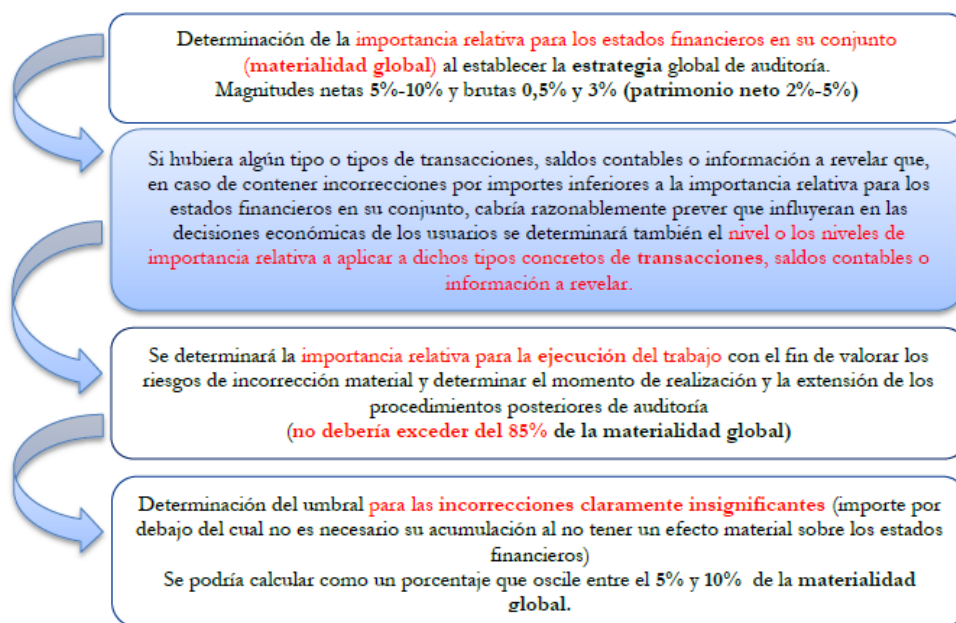 Determinación de la importancia relativa para los estados financieros en su conjunto
(materialidad global) al establecer la estrategia global de auditoría.
Magnitudes netas 5%-10% y brutas 0,5% y 3% (patrimonio neto 2%-5%)
Si hubiera algún tipo o tipos de transacciones, saldos contables o información a revelar que,
en caso de contener incorrecciones por importes inferiores a la importancia relativa para los
estados financieros en su conjunto, cabría razonablemente prever que influyeran en las
decisiones económicas de los usuarios se determinará también el nivel o los niveles de
importancia relativa a aplicar a dichos tipos concretos de transacciones, saldos contables o
información a revelar.
Se determinará la importancia relativa para la ejecución del trabajo con el fin de valorar los
riesgos de incorrección material y determinar el momento de realización y la extensión de los
procedimientos posteriores de auditoría
(no debería exceder del 85% de la materialidad global)
Determinación del umbral para las incorrecciones claramente insignificantes (importe por
debajo del cual no es necesario su acumulación al no tener un efecto material sobre los estados
financieros)
Se podría calcular como un porcentaje que oscile entre el 5% y 10% de la materialidad
global.